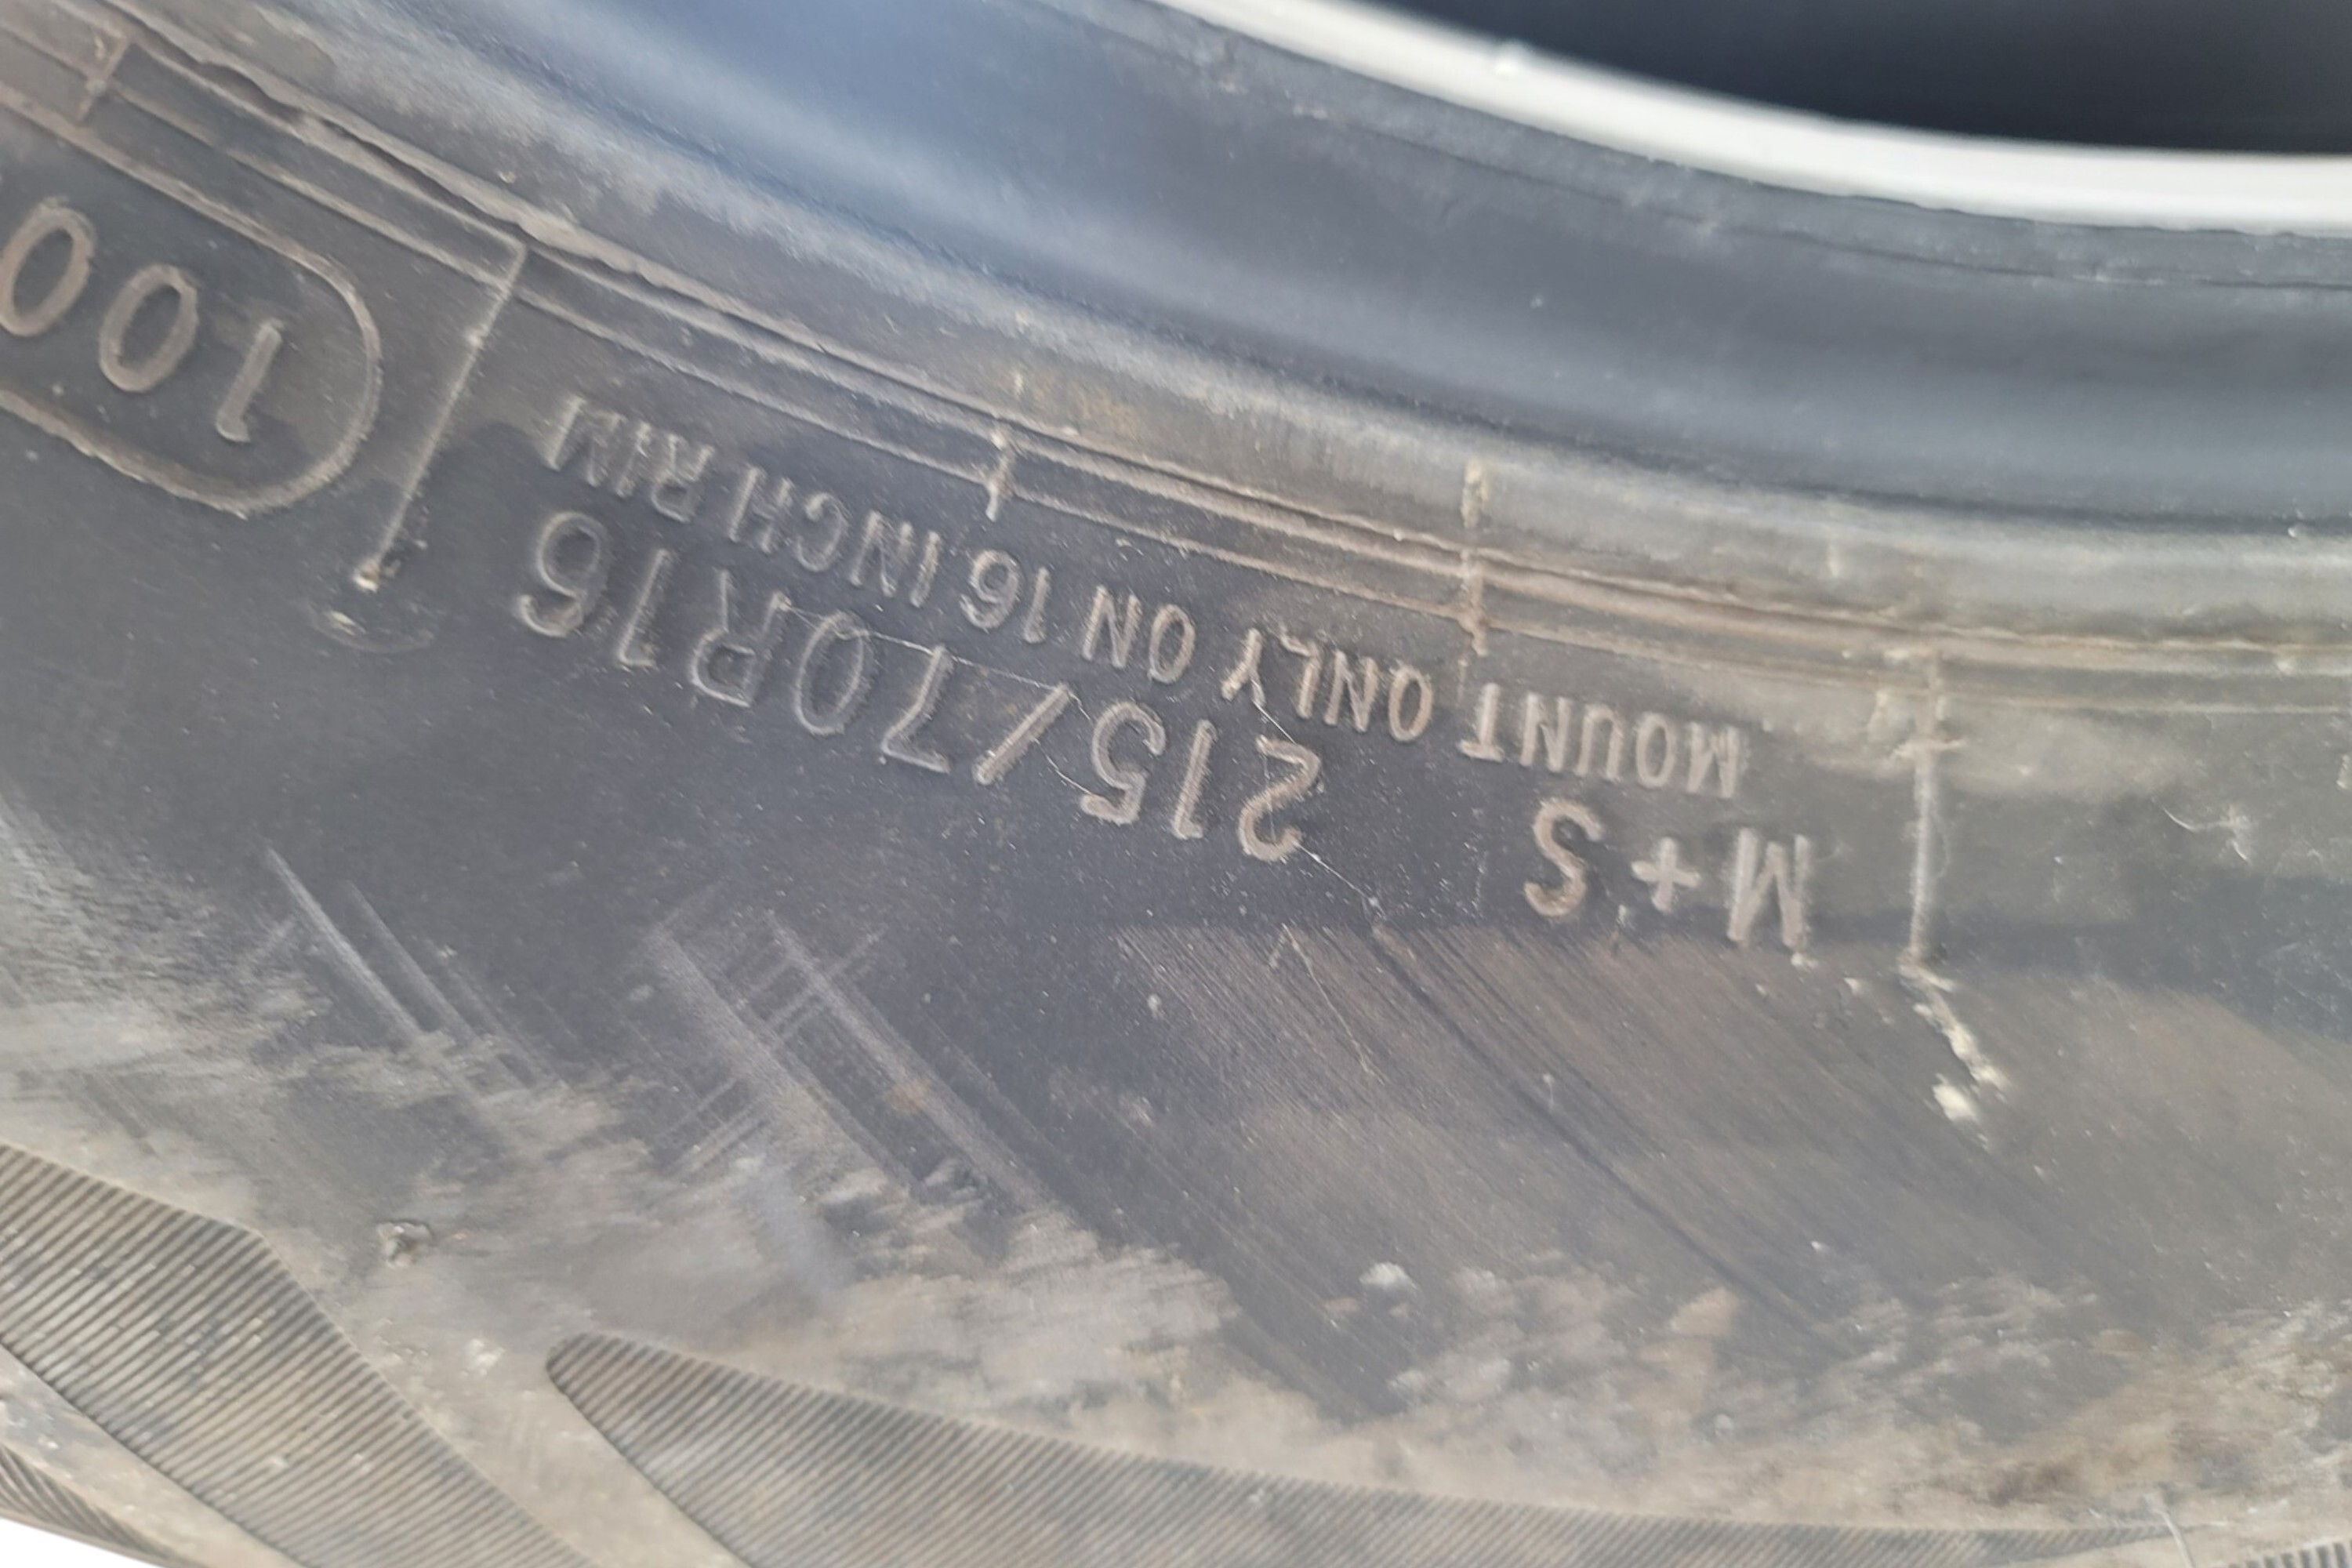 M+S 215/70R16
MOUNT ONLY ON 16 INCH RIM
100